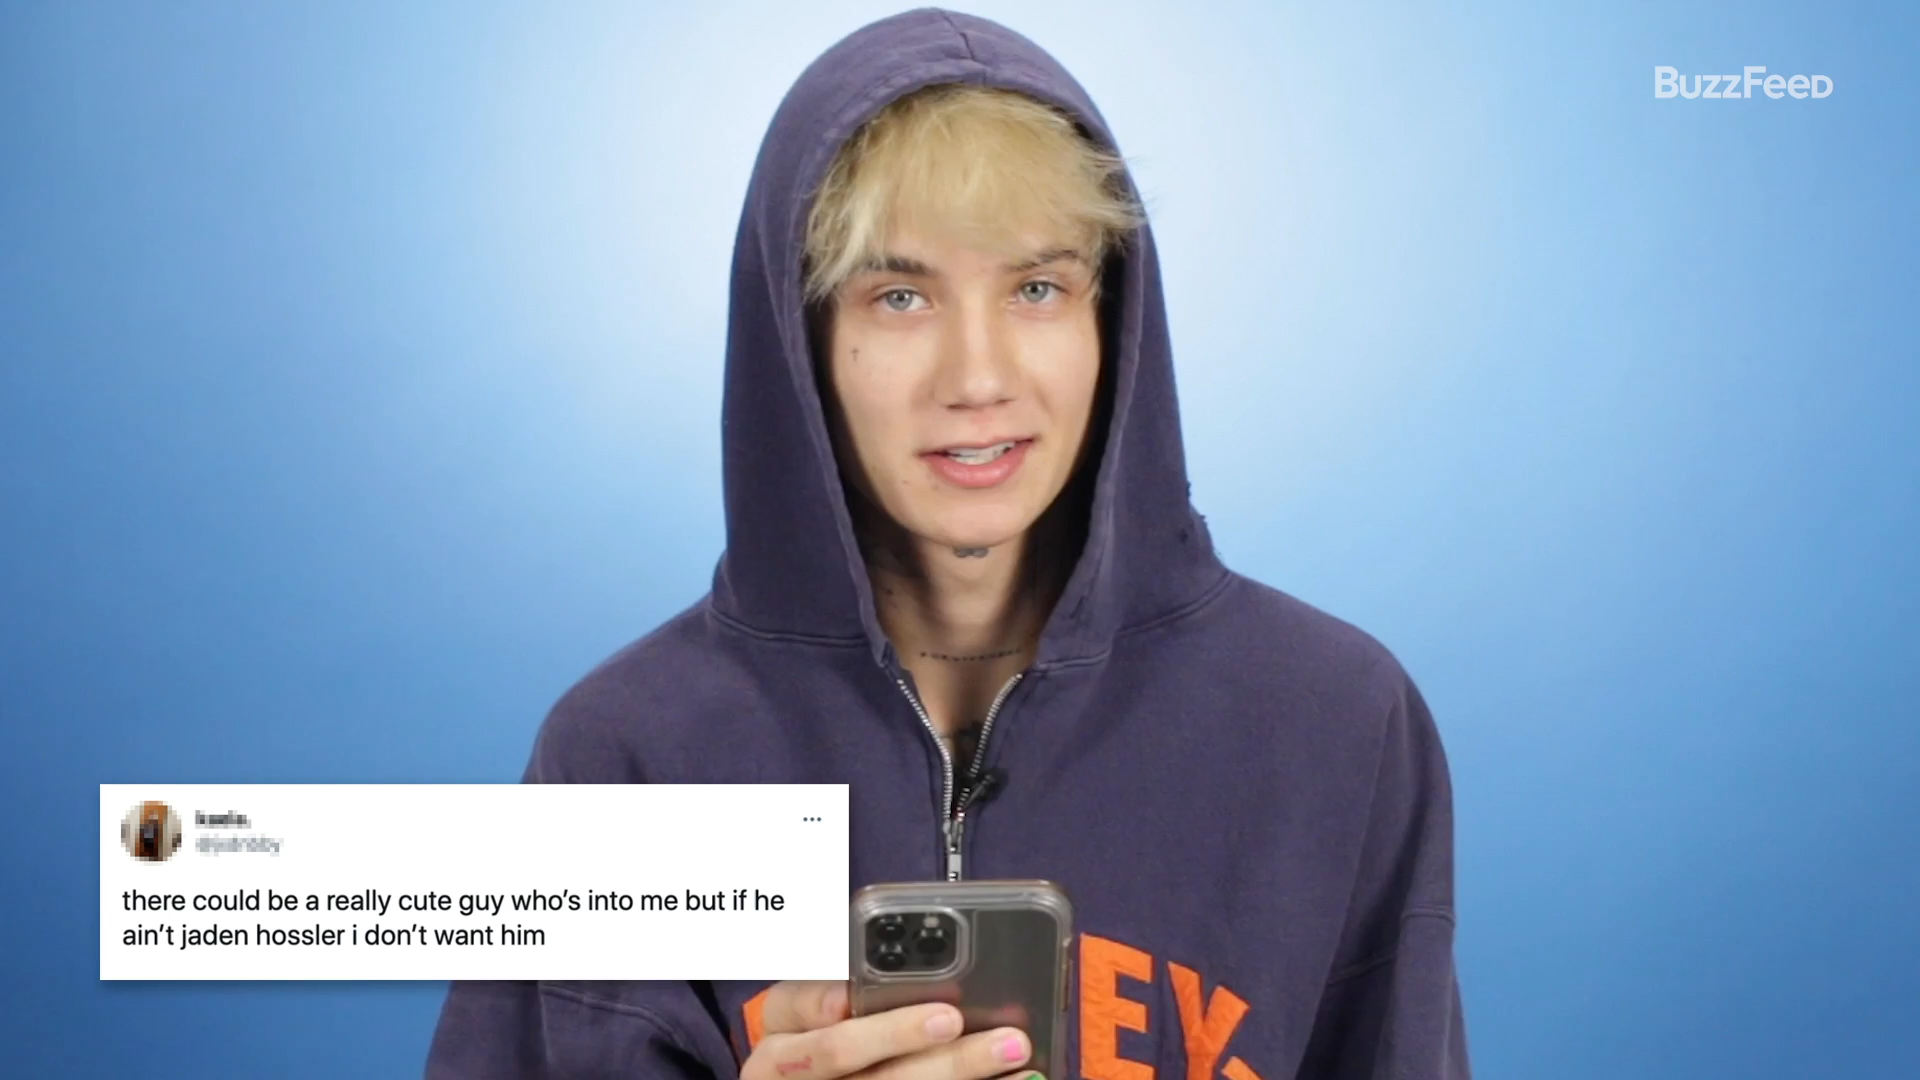 BuzzFeed
...
there could be a really cute guy who's into me but if he
ain't jaden hossler i don't want him
EY